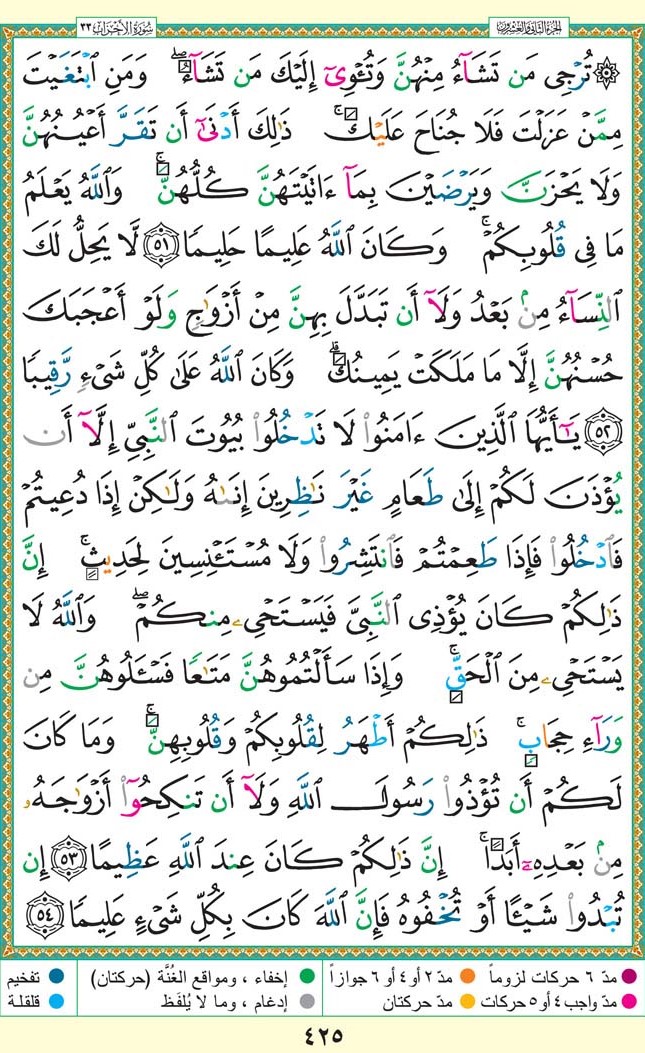 الجزء الثاني والعشرون
سُورَةُ الأَحْزَاب ٣٣
۞ تُرْجِى مَن تَشَآءُ مِنْهُنَّ وَتُـْٔوِىٓ إِلَيْكَ مَن تَشَآءُ ۖ وَمَنِ ٱبْتَغَيْتَ
مِمَّنْ عَزَلْتَ فَلَا جُنَاحَ عَلَيْكَ ۚ ذَٰلِكَ أَدْنَىٰٓ أَن تَقَرَّ أَعْيُنُهُنَّ
وَلَا يَحْزَنَّ وَيَرْضَيْنَ بِمَآ ءَاتَيْتَهُنَّ كُلُّهُنَّ ۚ وَٱللَّهُ يَعْلَمُ
مَا فِى قُلُوبِكُمْ ۚ وَكَانَ ٱللَّهُ عَلِيمًا حَلِيمًا ٥١ لَّا يَحِلُّ لَكَ
ٱلنِّسَآءُ مِنۢ بَعْدُ وَلَآ أَن تَبَدَّلَ بِهِنَّ مِنْ أَزْوَٰجٍ وَلَوْ أَعْجَبَكَ
حُسْنُهُنَّ إِلَّا مَا مَلَكَتْ يَمِينُكَ ۗ وَكَانَ ٱللَّهُ عَلَىٰ كُلِّ شَىْءٍ رَّقِيبًا
٥٢ يَٰٓأَيُّهَا ٱلَّذِينَ ءَامَنُوا۟ لَا تَدْخُلُوا۟ بُيُوتَ ٱلنَّبِىِّ إِلَّآ أَن
يُؤْذَنَ لَكُمْ إِلَىٰ طَعَامٍ غَيْرَ نَٰظِرِينَ إِنَىٰهُ وَلَٰكِنْ إِذَا دُعِيتُمْ
فَٱدْخُلُوا۟ فَإِذَا طَعِمْتُمْ فَٱنتَشِرُوا۟ وَلَا مُسْتَـْٔنِسِينَ لِحَدِيثٍ ۚ إِنَّ
ذَٰلِكُمْ كَانَ يُؤْذِى ٱلنَّبِىَّ فَيَسْتَحْىِۦ مِنكُمْ ۖ وَٱللَّهُ لَا
يَسْتَحْىِۦ مِنَ ٱلْحَقِّ ۚ وَإِذَا سَأَلْتُمُوهُنَّ مَتَٰعًا فَسْـَٔلُوهُنَّ مِن
وَرَآءِ حِجَابٍ ۚ ذَٰلِكُمْ أَطْهَرُ لِقُلُوبِكُمْ وَقُلُوبِهِنَّ ۚ وَمَا كَانَ
لَكُمْ أَن تُؤْذُوا۟ رَسُولَ ٱللَّهِ وَلَآ أَن تَنكِحُوٓا۟ أَزْوَٰجَهُۥ
مِنۢ بَعْدِهِۦٓ أَبَدًا ۚ إِنَّ ذَٰلِكُمْ كَانَ عِندَ ٱللَّهِ عَظِيمًا ٥٣ إِن
تُبْدُوا۟ شَيْـًٔا أَوْ تُخْفُوهُ فَإِنَّ ٱللَّهَ كَانَ بِكُلِّ شَىْءٍ عَلِيمًا ٥٤
مدّ ٦ حركات لزوماً مدّ ٢ أو ٤ أو ٦ جوازاً إخفاء ، ومواقع الغُنَّة (حركتان) تفخيم
مدّ واجب ٤ أو ٥ حركات مدّ حركتان إدغام ، وما لا يُلفَظ قلقلة
٤٢٥